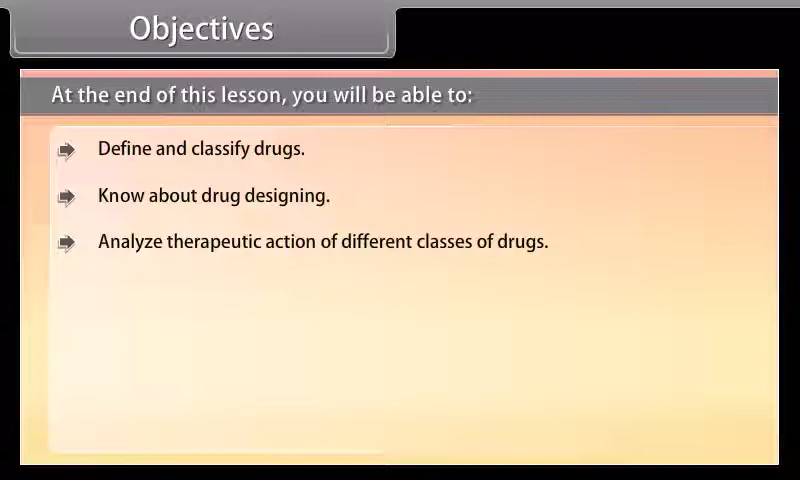 Objectives
At the end of this lesson, you will be able to:
Define and classify drugs.
Know about drug designing.
Analyze therapeutic action of different classes of drugs.